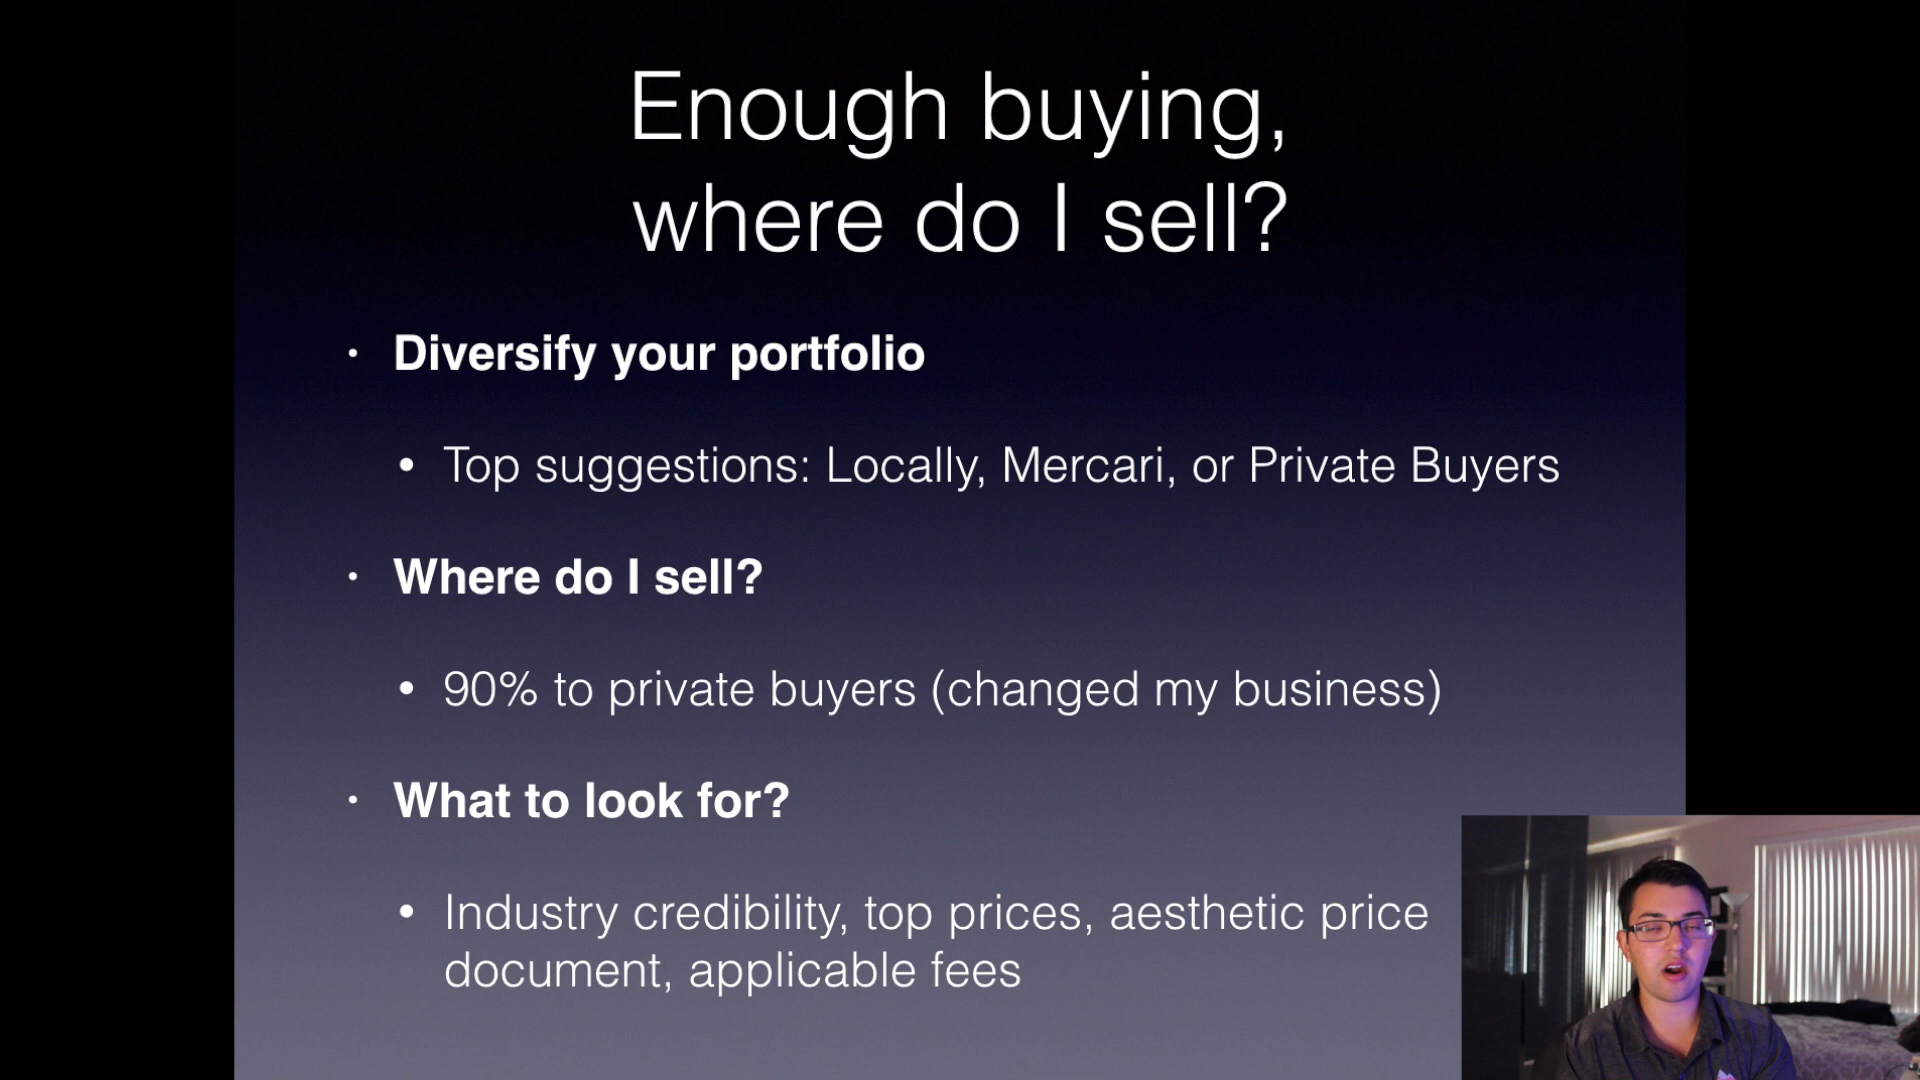 Enough buying,
where do I sell?
• Diversify your portfolio
• Top suggestions: Locally, Mercari, or Private Buyers
• Where do I sell?
• 90% to private buyers (changed my business)
• What to look for?
• Industry credibility, top prices, aesthetic price
document, applicable fees